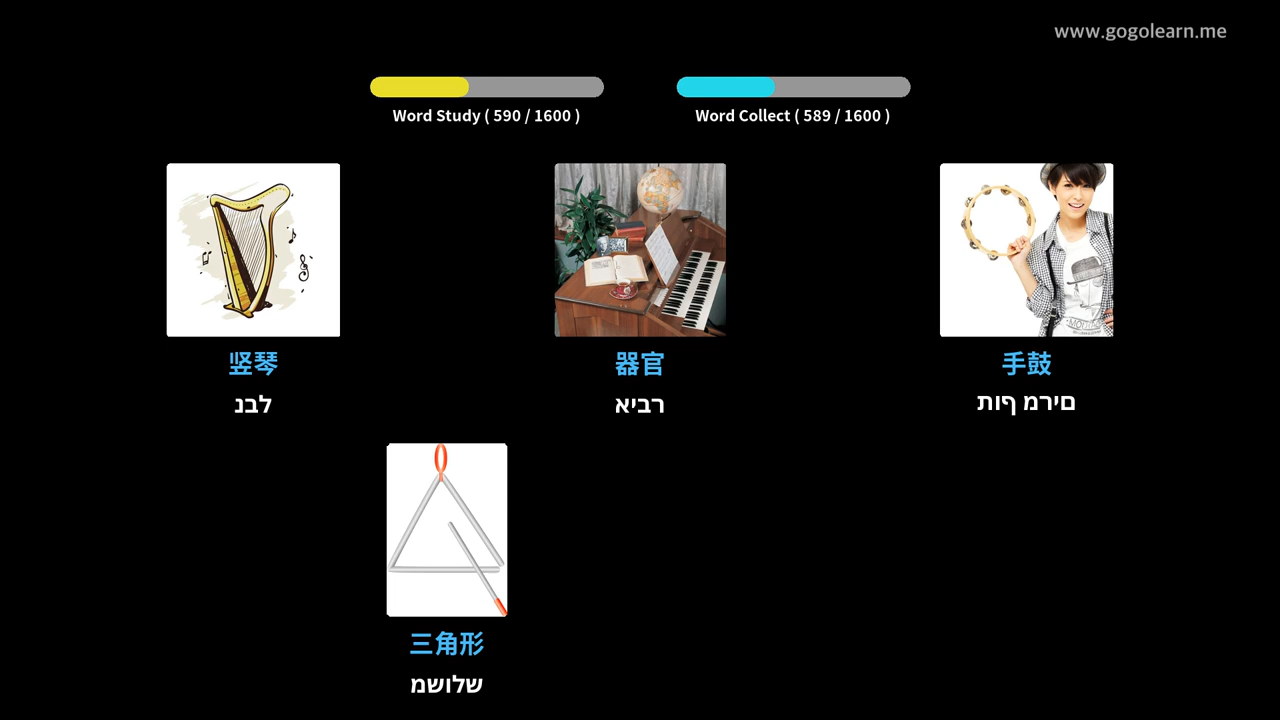 www.gogolearn.me
Word Study ( 590 / 1600 )
Word Collect ( 589 / 1600 )
竖琴
לבנ
器官
רביא
手鼓
םירמ ףות
三角形
שלושמ